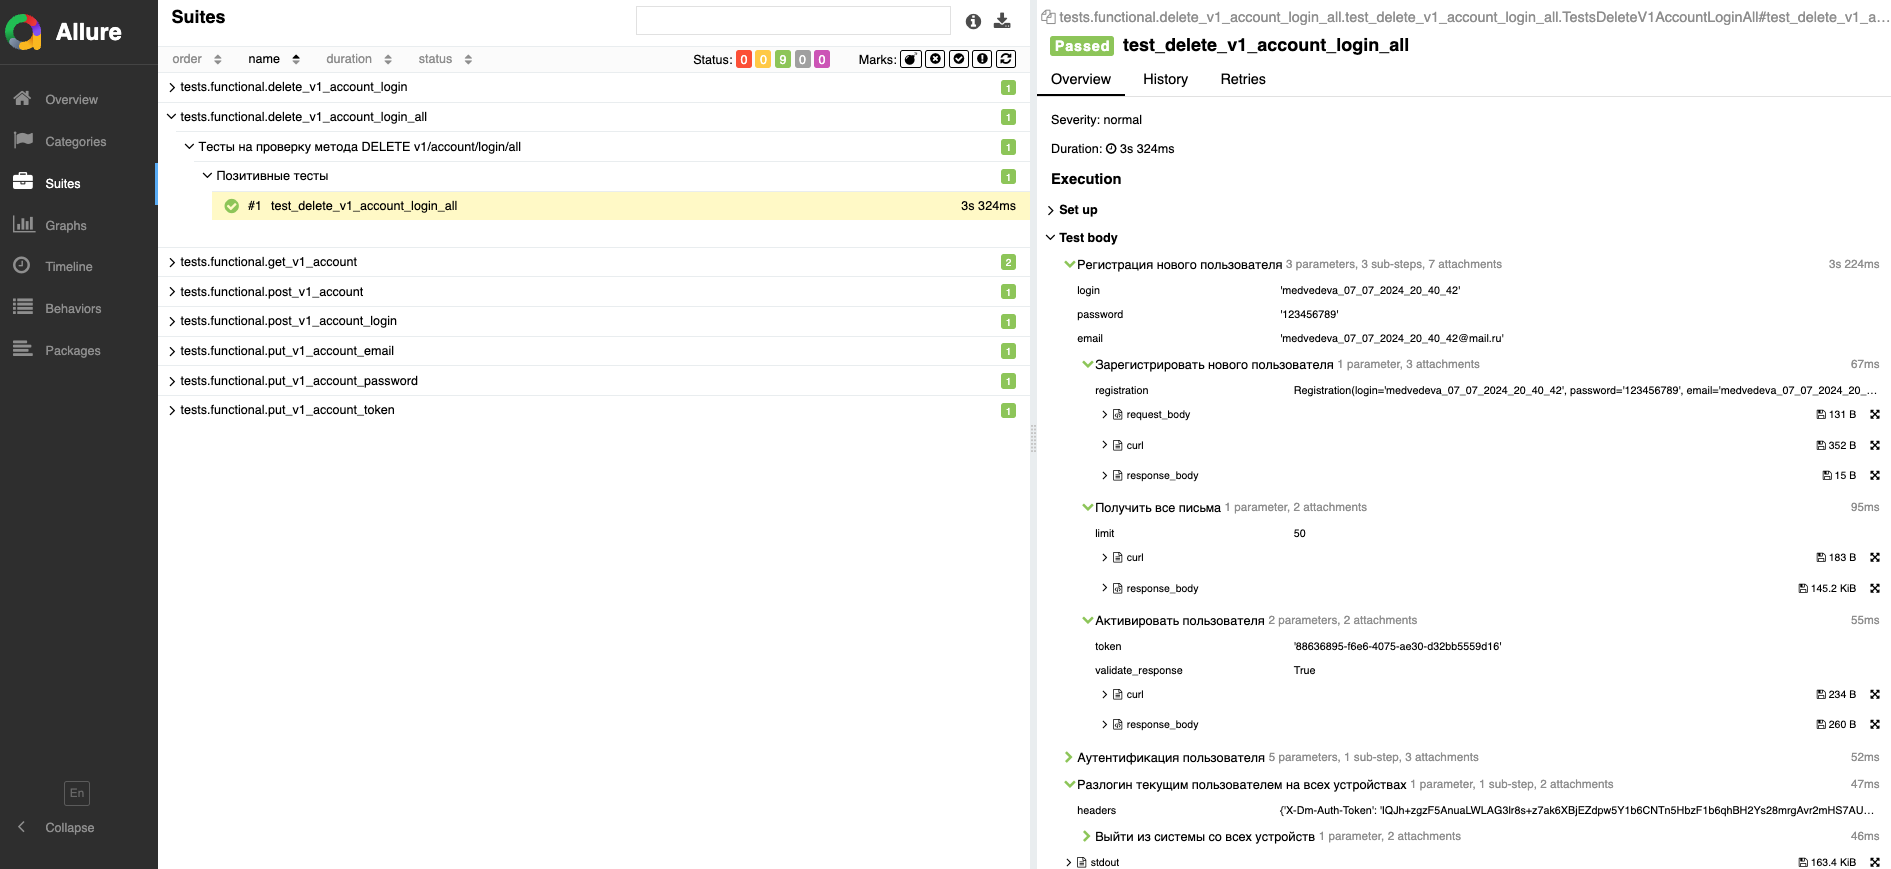 Allure
Overview
Categories
Suites
Graphs
Timeline
Behaviors
Packages
En
Collapse
Suites
order name duration status Status: 0 0 9 0 0 Marks:
tests.functional.delete_v1_account_login 1
tests.functional.delete_v1_account_login_all 1
Тесты на проверку метода DELETE v1/account/login/all 1
Позитивные тесты 1
#1 test_delete_v1_account_login_all 3s 324ms
tests.functional.get_v1_account 2
tests.functional.post_v1_account 1
tests.functional.post_v1_account_login 1
tests.functional.put_v1_account_email 1
tests.functional.put_v1_account_password 1
tests.functional.put_v1_account_token 1
tests.functional.delete_v1_account_login_all.test_delete_v1_account_login_all.TestsDeleteV1AccountLoginAll#test_delete_v1_a...
Passed test_delete_v1_account_login_all
Overview History Retries
Severity: normal
Duration: 3s 324ms
Execution
Set up
Test body
Регистрация нового пользователя 3 parameters, 3 sub-steps, 7 attachments 3s 224ms
login 'medvedeva_07_07_2024_20_40_42'
password '123456789'
email 'medvedeva_07_07_2024_20_40_42@mail.ru'
Зарегистрировать нового пользователя 1 parameter, 3 attachments 67ms
registration Registration(login='medvedeva_07_07_2024_20_40_42', password='123456789', email='medvedeva_07_07_2024_20_...
request_body 131 B
curl 352 B
response_body 15 B
Получить все письма 1 parameter, 2 attachments 95ms
limit 50
curl 183 B
response_body 145.2 KiB
Активировать пользователя 2 parameters, 2 attachments 55ms
token '88636895-f6e6-4075-ae30-d32bb5559d16'
validate_response True
curl 234 B
response_body 260 B
Аутентификация пользователя 5 parameters, 1 sub-step, 3 attachments 52ms
Разлогин текущим пользователем на всех устройствах 1 parameter, 1 sub-step, 2 attachments 47ms
headers {'X-Dm-Auth-Token': 'IQJh+zgzF5AnuaLWLAG3lr8s+z7ak6XBjEZdpw5Y1b6CNTn5HbzF1b6qhBH2Ys28mrgAvr2mHS7AU...
Выйти из системы со всех устройств 1 parameter, 2 attachments 46ms
stdout 163.4 KiB